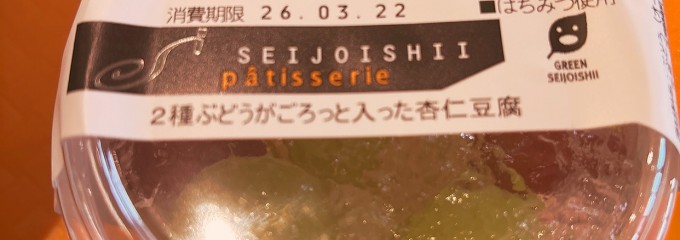 消費期限 26.03.22
■はちみつ使用
SEIJOISHII
pâtisserie
GREEN
SEIJOISHII
2種ぶどうがごろっと入った杏仁豆腐